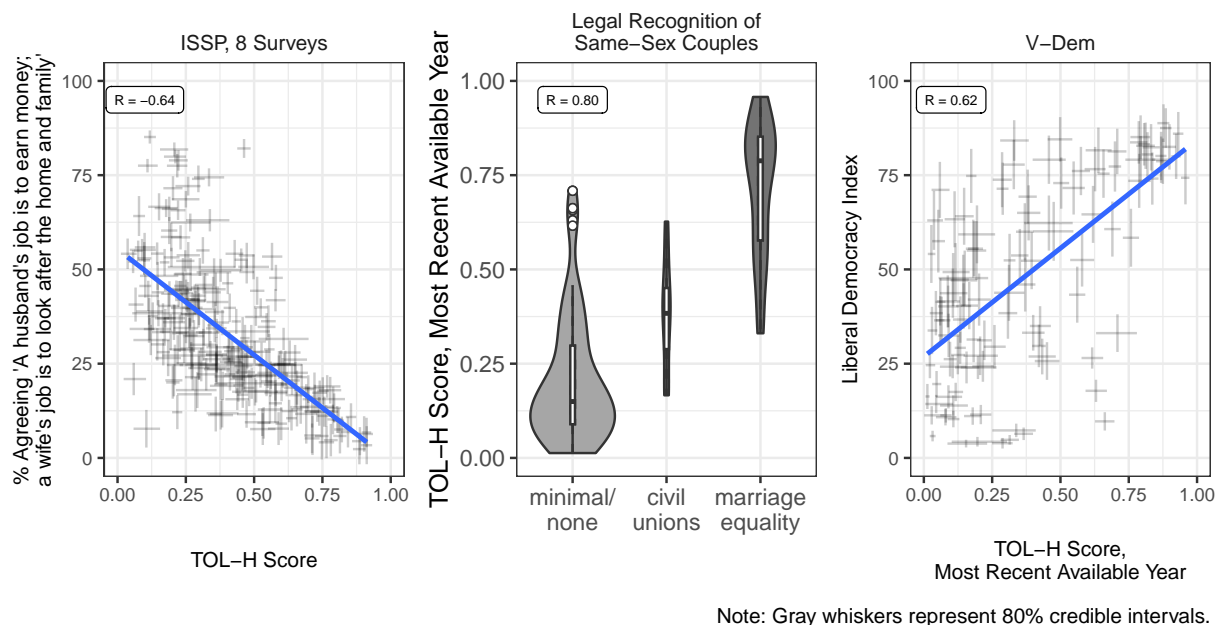 ISSP, 8 Surveys
% Agreeing 'A husband's job is to earn money;
a wife's job is to look after the home and family'
100
75
50
25
0
R = −0.64
0.00 0.25 0.50 0.75 1.00
TOL−H Score
Legal Recognition of
Same−Sex Couples
TOL−H Score, Most Recent Available Year
1.00
0.75
0.50
0.25
0.00
R = 0.80
minimal/ civil marriage
none unions equality
V−Dem
Liberal Democracy Index
100
75
50
25
0
R = 0.62
0.00 0.25 0.50 0.75 1.00
TOL−H Score,
Most Recent Available Year
Note: Gray whiskers represent 80% credible intervals.